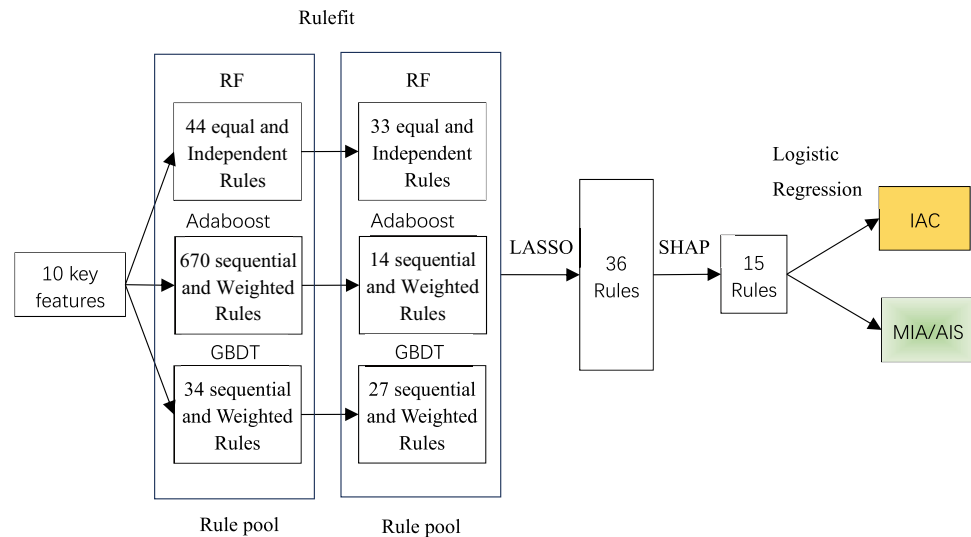 Rulefit
RF
44 equal and
Independent
Rules
Adaboost
670 sequential
and Weighted
Rules
GBDT
34 sequential
and Weighted
Rules
Rule pool
RF
33 equal and
Independent
Rules
Adaboost
14 sequential
and Weighted
Rules
GBDT
27 sequential
and Weighted
Rules
Rule pool
10 key
features
LASSO
36
Rules
SHAP
15
Rules
Logistic
Regression
IAC
MIA/AIS